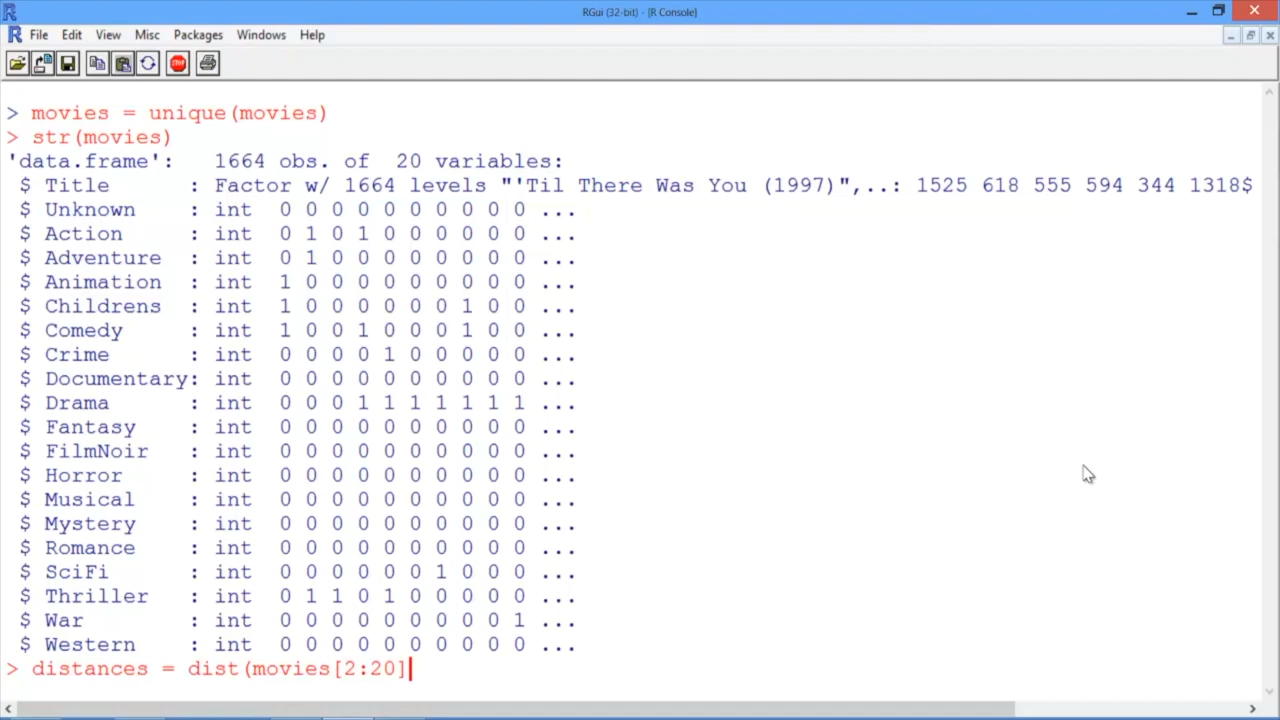 RGui (32-bit) - [R Console]
File Edit View Misc Packages Windows Help
STOP
> movies = unique(movies)
> str(movies)
'data.frame':   1664 obs. of  20 variables:
 $ Title      : Factor w/ 1664 levels "'Til There Was You (1997)",..: 1525 618 555 594 344 1318$
 $ Unknown    : int  0 0 0 0 0 0 0 0 0 0 ...
 $ Action     : int  0 1 0 1 0 0 0 0 0 0 ...
 $ Adventure  : int  0 1 0 0 0 0 0 0 0 0 ...
 $ Animation  : int  1 0 0 0 0 0 0 0 0 0 ...
 $ Childrens  : int  1 0 0 0 0 0 0 1 0 0 ...
 $ Comedy     : int  1 0 0 1 0 0 0 1 0 0 ...
 $ Crime      : int  0 0 0 0 1 0 0 0 0 0 ...
 $ Documentary: int  0 0 0 0 0 0 0 0 0 0 ...
 $ Drama      : int  0 0 0 1 1 1 1 1 1 1 ...
 $ Fantasy    : int  0 0 0 0 0 0 0 0 0 0 ...
 $ FilmNoir   : int  0 0 0 0 0 0 0 0 0 0 ...
 $ Horror     : int  0 0 0 0 0 0 0 0 0 0 ...
 $ Musical    : int  0 0 0 0 0 0 0 0 0 0 ...
 $ Mystery    : int  0 0 0 0 0 0 0 0 0 0 ...
 $ Romance    : int  0 0 0 0 0 0 0 0 0 0 ...
 $ SciFi      : int  0 0 0 0 0 0 1 0 0 0 ...
 $ Thriller   : int  0 1 1 0 1 0 0 0 0 0 ...
 $ War        : int  0 0 0 0 0 0 0 0 0 1 ...
 $ Western    : int  0 0 0 0 0 0 0 0 0 0 ...
> distances = dist(movies[2:20]